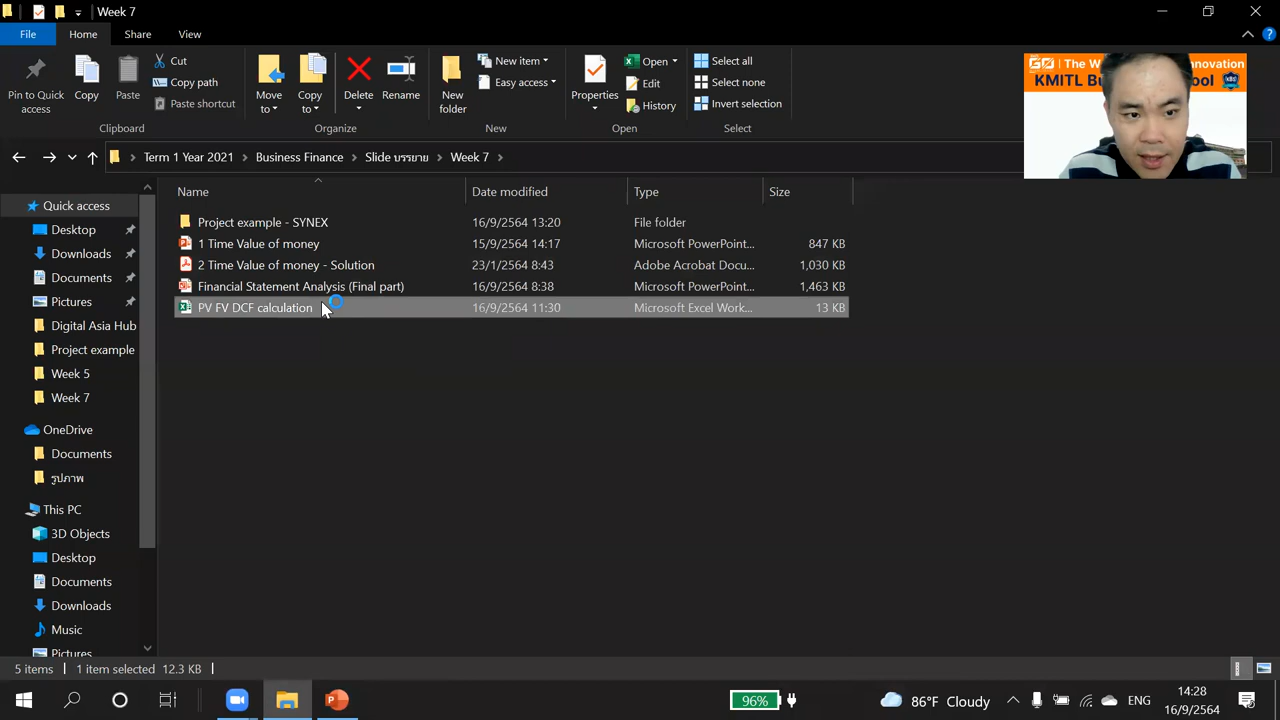 Week 7
File Home Share View
Pin to Quick access
Copy
Paste
Cut
Copy path
Paste shortcut
Clipboard
Move to
Copy to
Delete
Rename
Organize
New folder
New item
Easy access
New
Properties
Open
Edit
History
Open
Select all
Select none
Invert selection
Select
GO | The W
KMITL Bu
novation
ool
Term 1 Year 2021 > Business Finance > Slide บรรยาย > Week 7 >
Name Date modified Type Size
Project example - SYNEX 16/9/2564 13:20 File folder
1 Time Value of money 15/9/2564 14:17 Microsoft PowerPoint... 847 KB
2 Time Value of money - Solution 23/1/2564 8:43 Adobe Acrobat Docu... 1,030 KB
Financial Statement Analysis (Final part) 16/9/2564 8:38 Microsoft PowerPoint... 1,463 KB
PV FV DCF calculation 16/9/2564 11:30 Microsoft Excel Work... 13 KB
Quick access
Desktop
Downloads
Documents
Pictures
Digital Asia Hub
Project example
Week 5
Week 7
OneDrive
Documents
รูปภาพ
This PC
3D Objects
Desktop
Documents
Downloads
Music
Pictures
5 items 1 item selected 12.3 KB
96%
86°F Cloudy
ENG
14:28
16/9/2564